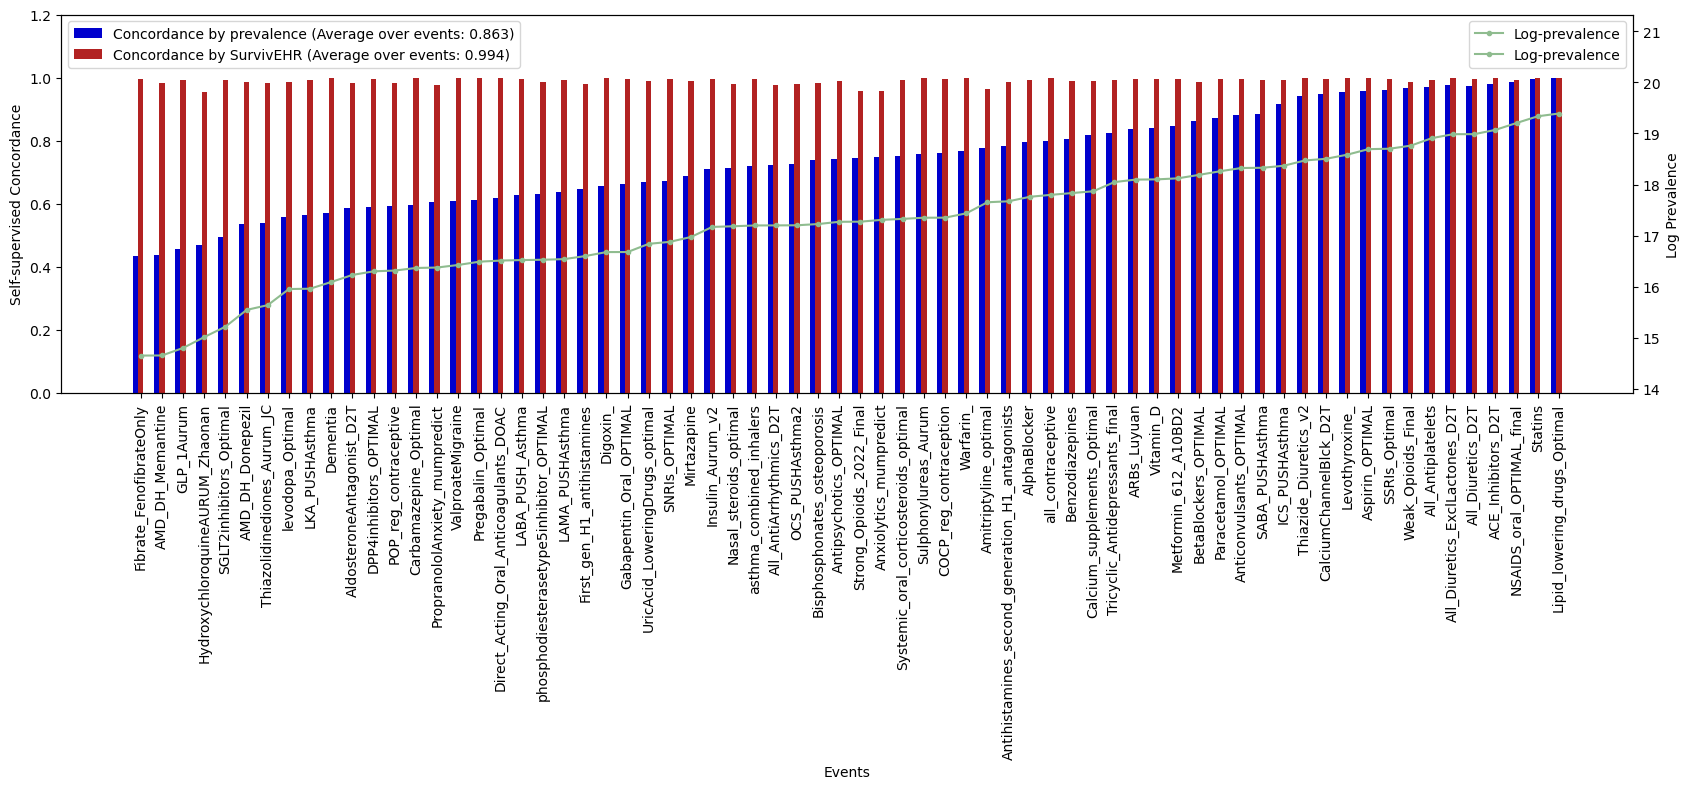 Concordance by prevalence (Average over events: 0.863)
Concordance by SurvivEHR (Average over events: 0.994)
Log-prevalence
Log-prevalence
Self-supervised Concordance
1.2
1.0
0.8
0.6
0.4
0.2
0.0
21
20
19
18
17
16
15
14
Log Prevalence
Fibrate_FenofibrateOnly
AMD_DH_Memantine
GLP_1Aurum
HydroxychloroquineAURUM_Zhaonan
SGLT2inhibitors_Optimal
AMD_DH_Donepezil
Thiazolidinediones_Aurum_JC
levodopa_Optimal
LKA_PUSHAsthma
Dementia
AldosteroneAntagonist_D2T
DPP4inhibitors_OPTIMAL
POP_reg_contraceptive
Carbamazepine_Optimal
PropranololAnxiety_mumpredict
ValproateMigraine
Pregabalin_Optimal
Direct_Acting_Oral_Anticoagulants_DOAC
LABA_PUSH_Asthma
phosphodiesterasetype5inhibitor_OPTIMAL
LAMA_PUSHAsthma
First_gen_H1_antihistamines
Digoxin_
Gabapentin_Oral_OPTIMAL
UricAcid_LoweringDrugs_optimal
SNRIs_OPTIMAL
Mirtazapine
Insulin_Aurum_v2
Nasal_steroids_optimal
asthma_combined_inhalers
All_AntiArrhythmics_D2T
OCS_PUSHAsthma2
Bisphosphonates_osteoporosis
Antipsychotics_OPTIMAL
Strong_Opioids_2022_Final
Anxiolytics_mumpredict
Systemic_oral_corticosteroids_optimal
Sulphonylureas_Aurum
COCP_reg_contraception
Warfarin_
Amitriptyline_optimal
Antihistamines_second_generation_H1_antagonists
AlphaBlocker
all_contraceptive
Benzodiazepines
Calcium_supplements_Optimal
Tricyclic_Antidepressants_final
ARBs_Luyuan
Vitamin_D
Metformin_612_A10BD2
BetaBlockers_OPTIMAL
Paracetamol_OPTIMAL
Anticonvulsants_OPTIMAL
SABA_PUSHAsthma
ICS_PUSHAsthma
Thiazide_Diuretics_v2
CalciumChannelBlck_D2T
Levothyroxine_
Aspirin_OPTIMAL
SSRIs_Optimal
Weak_Opioids_Final
All_Antiplatelets
All_Diuretics_ExclLactones_D2T
All_Diuretics_D2T
ACE_Inhibitors_D2T
NSAIDS_oral_OPTIMAL_final
Statins
Lipid_lowering_drugs_Optimal
Events